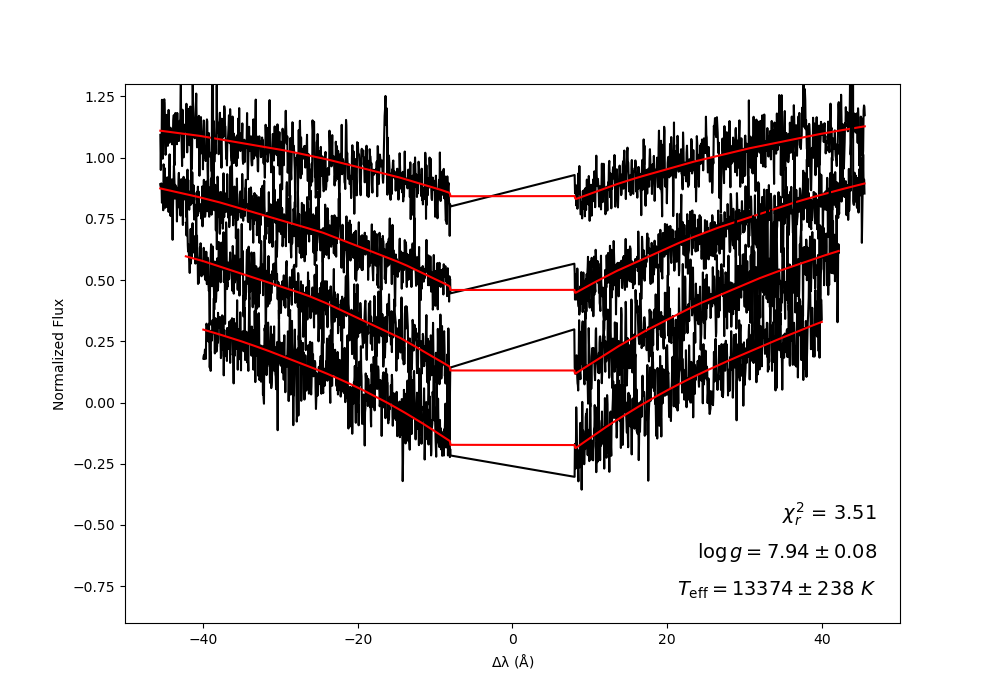 1.25
1.00
0.75
0.50
0.25
0.00
−0.25
−0.50
−0.75
Normalized Flux
χ²ᵣ = 3.51
log g = 7.94 ± 0.08
T_eff = 13374 ± 238 K
−40 −20 0 20 40
Δλ (Å)